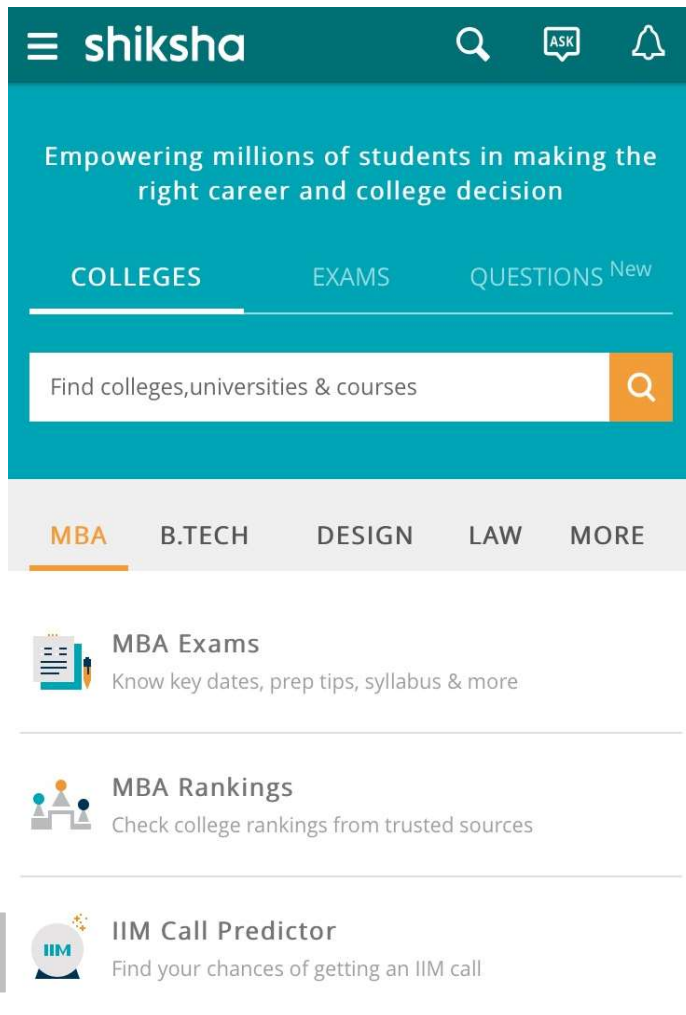 shiksha
ASK
Empowering millions of students in making the
right career and college decision
COLLEGES EXAMS QUESTIONS New
Find colleges,universities & courses
MBA B.TECH DESIGN LAW MORE
MBA Exams
Know key dates, prep tips, syllabus & more
MBA Rankings
Check college rankings from trusted sources
IIM
IIM Call Predictor
Find your chances of getting an IIM call